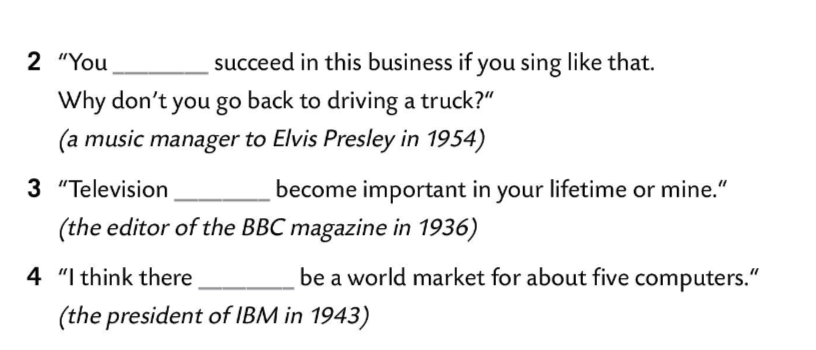 2 "You ________ succeed in this business if you sing like that.
Why don't you go back to driving a truck?"
(a music manager to Elvis Presley in 1954)
3 "Television ________ become important in your lifetime or mine."
(the editor of the BBC magazine in 1936)
4 "I think there ________ be a world market for about five computers."
(the president of IBM in 1943)